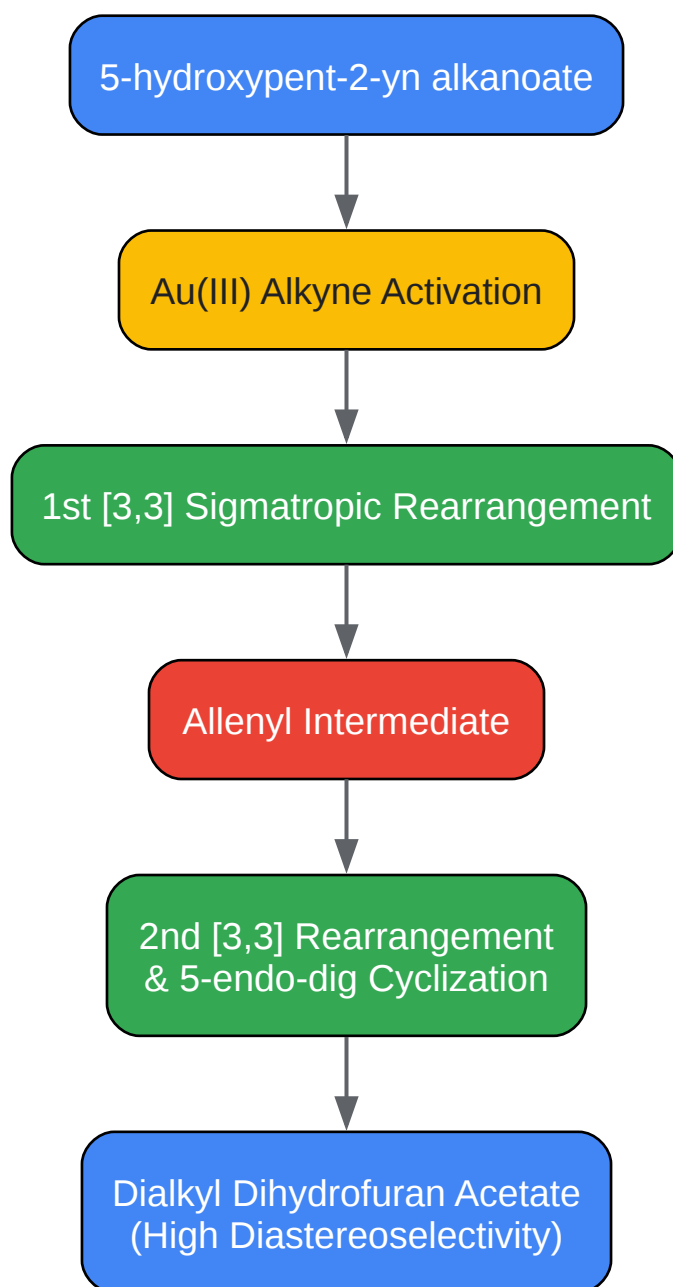 5-hydroxypent-2-yn alkanoate
Au(III) Alkyne Activation
1st [3,3] Sigmatropic Rearrangement
Allenyl Intermediate
2nd [3,3] Rearrangement
& 5-endo-dig Cyclization
Dialkyl Dihydrofuran Acetate
(High Diastereoselectivity)